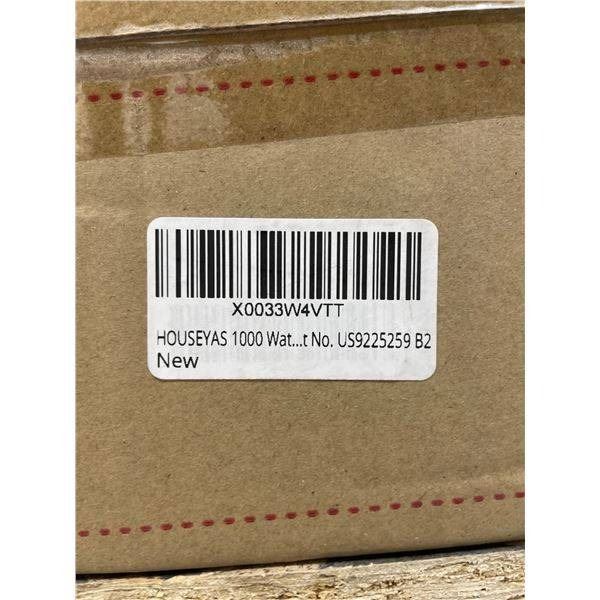 X0033W4VTT
HOUSEYAS 1000 Wat...t No. US9225259 B2
New